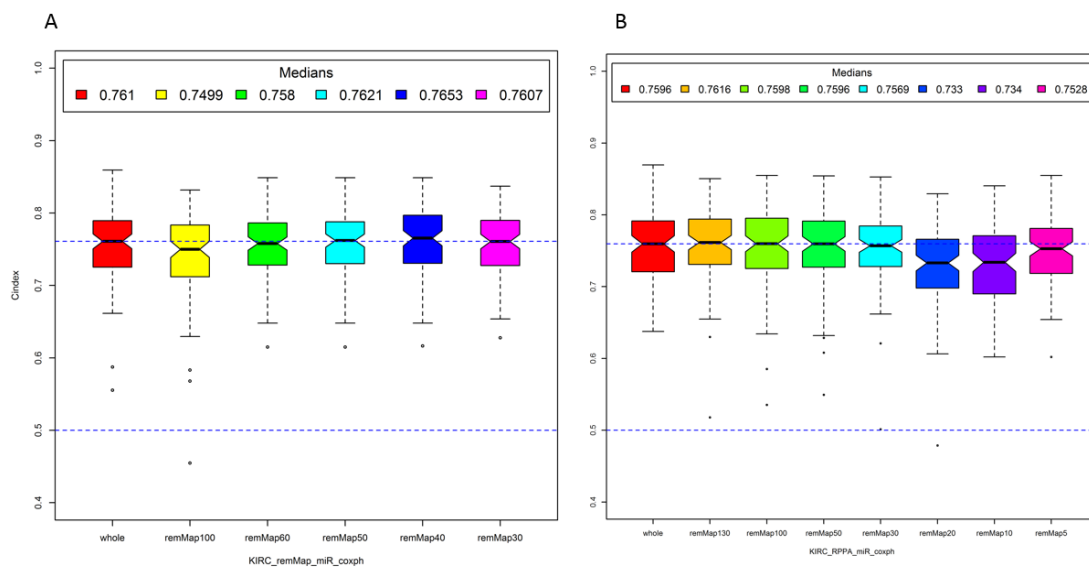 A
B
Medians
0.761 0.7499 0.758 0.7621 0.7653 0.7607
Medians
0.7596 0.7616 0.7598 0.7596 0.7569 0.733 0.734 0.7528
1.0
0.9
0.8
0.7
0.6
0.5
0.4
Cindex
whole remMap100 remMap60 remMap50 remMap40 remMap30
KIRC_remMap_miR_coxph
1.0
0.9
0.8
0.7
0.6
0.5
0.4
whole remMap130 remMap100 remMap50 remMap30 remMap20 remMap10 remMap5
KIRC_RPPA_miR_coxph